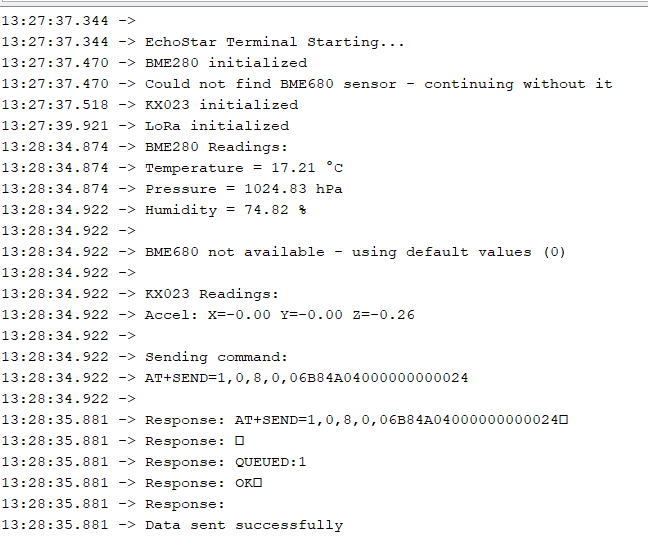 13:27:37.344 ->
13:27:37.344 -> EchoStar Terminal Starting...
13:27:37.470 -> BME280 initialized
13:27:37.470 -> Could not find BME680 sensor - continuing without it
13:27:37.518 -> KX023 initialized
13:27:39.921 -> LoRa initialized
13:28:34.874 -> BME280 Readings:
13:28:34.874 -> Temperature = 17.21 °C
13:28:34.874 -> Pressure = 1024.83 hPa
13:28:34.922 -> Humidity = 74.82 %
13:28:34.922 ->
13:28:34.922 -> BME680 not available - using default values (0)
13:28:34.922 ->
13:28:34.922 -> KX023 Readings:
13:28:34.922 -> Accel: X=-0.00 Y=-0.00 Z=-0.26
13:28:34.922 ->
13:28:34.922 -> Sending command:
13:28:34.922 -> AT+SEND=1,0,8,0,06B84A04000000000024
13:28:34.922 ->
13:28:35.881 -> Response: AT+SEND=1,0,8,0,06B84A04000000000024□
13:28:35.881 -> Response: □
13:28:35.881 -> Response: QUEUED:1
13:28:35.881 -> Response: OK□
13:28:35.881 -> Response:
13:28:35.881 -> Data sent successfully